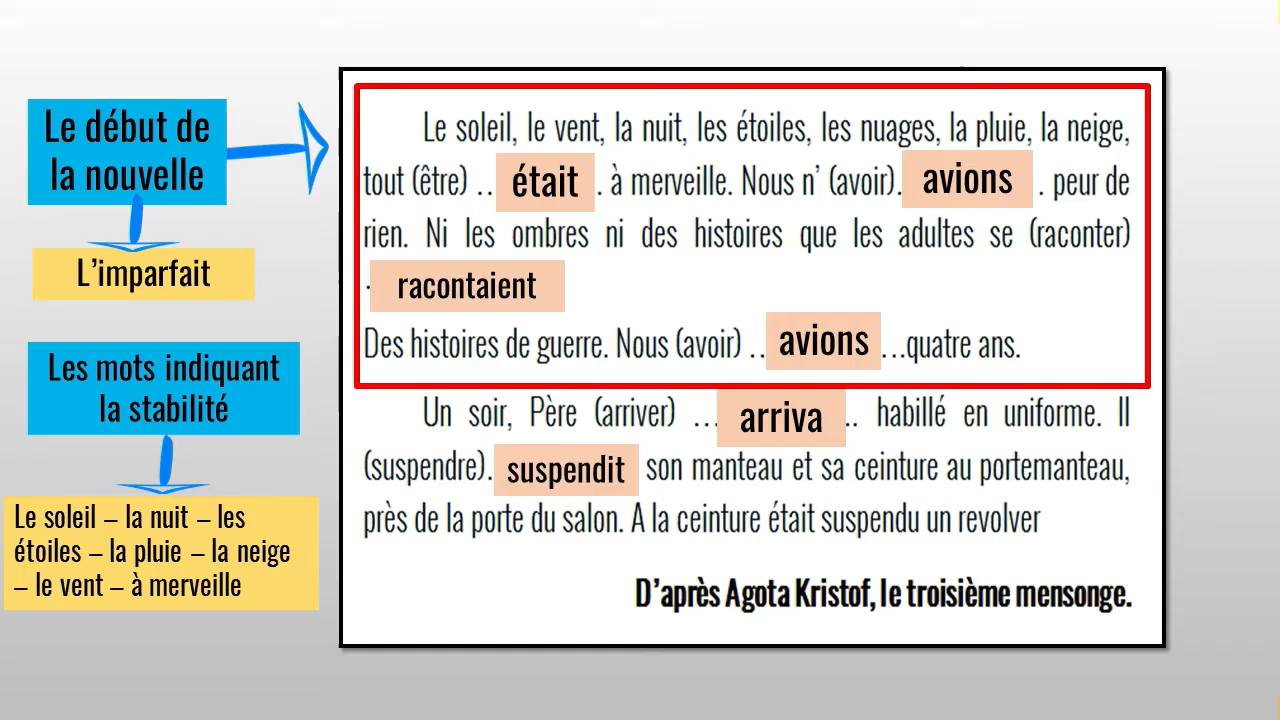 Le début de
la nouvelle
L’imparfait
Les mots indiquant
la stabilité
Le soleil – la nuit – les
étoiles – la pluie – la neige
– le vent – à merveille
Le soleil, le vent, la nuit, les étoiles, les nuages, la pluie, la neige,
tout (être) .. était . à merveille. Nous n’ (avoir). avions . peur de
rien. Ni les ombres ni des histoires que les adultes se (raconter)
. racontaient
Des histoires de guerre. Nous (avoir) .. avions ...quatre ans.
Un soir, Père (arriver) ... arriva .. habillé en uniforme. Il
(suspendre). suspendit son manteau et sa ceinture au portemanteau,
près de la porte du salon. A la ceinture était suspendu un revolver
D’après Agota Kristof, le troisième mensonge.